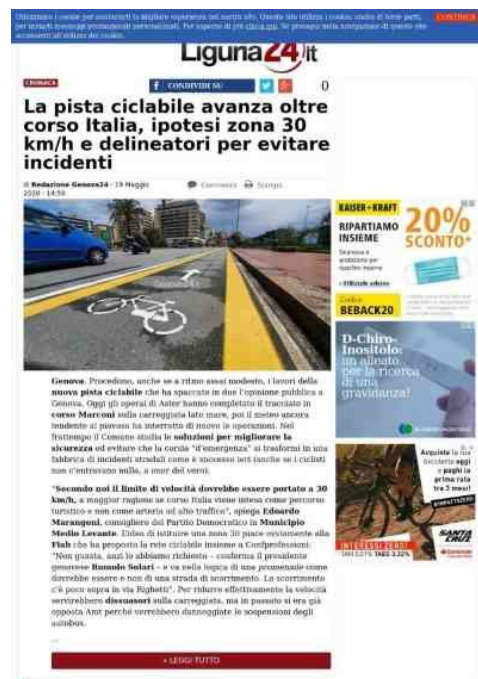 CONTINUA
Liguria24.it
CRONACA
CONDIVIDI SU
0
La pista ciclabile avanza oltre
corso Italia, ipotesi zona 30
km/h e delineatori per evitare
incidenti
di Redazione Genova24 - 19 Maggio
2020 - 14:56
Commenta Stampa
KAISER+KRAFT
RIPARTIAMO
INSIEME
20%
SCONTO*
Sicurezza e
protezione per
ripartire insieme
Codice
BEBACK20
D-Chiro-
Inositolo:
un alleato
per la ricerca
di una
gravidanza!
Genova. Procedono, anche se a ritmo assai modesto, i lavori della
nuova pista ciclabile che ha spaccato in due l'opinione pubblica a
Genova. Oggi gli operai di Aster hanno completato il tracciato in
corso Marconi sulla carreggiata lato mare, poi il meteo ancora
tendente al piovoso ha interrotto di nuovo le operazioni. Nel
frattempo il Comune studia le soluzioni per migliorare la
sicurezza ed evitare che la corsia "d'emergenza" si trasformi in una
fabbrica di incidenti stradali come è successo ieri (anche se i ciclisti
non c'entravano nulla, a onor del vero).
"Secondo noi il limite di velocità dovrebbe essere portato a 30
km/h, a maggior ragione se corso Italia viene intesa come percorso
turistico e non come arteria ad alto traffico", spiega Edoardo
Marangoni, consigliere del Partito Democratico in Municipio
Medio Levante. L'idea di istituire una zona 30 piace ovviamente alla
Fiab che ha proposto la rete ciclabile insieme a Confprofessioni.
"Non guasta, anzi lo abbiamo richiesto – conferma il presidente
genovese Romolo Solari – e va nella logica di una promenade come
dovrebbe essere e non di una strada di scorrimento. Lo scorrimento
c'è poco sopra in via Righetti". Per ridurre effettivamente la velocità
servirebbero dissuasori sulla carreggiata, ma in passato si era già
opposta Amt perché verrebbero danneggiate le sospensioni degli
autobus.
...
» LEGGI TUTTO
Acquista la tua
bicicletta oggi
e paghi la
prima rata
tra 3 mesi!
INTERESSI ZERO!
SANTA
CRUZ